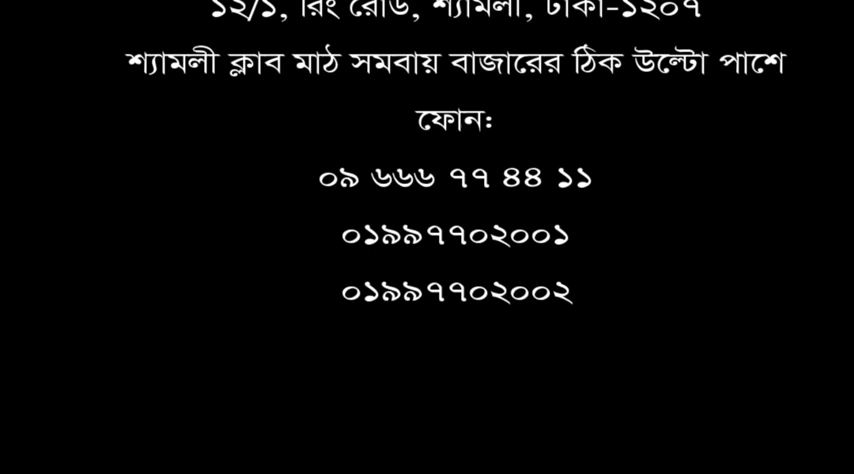 ১২/১, রিং রোড, শ্যামলী, ঢাকা-১২০৭
শ্যামলী ক্লাব মাঠ সমবায় বাজারের ঠিক উল্টো পাশে
ফোন:
০৯ ৬৬৬ ৭৭ ৪৪ ১১
০১৯৯৭৭০২০০১
০১৯৯৭৭০২০০২